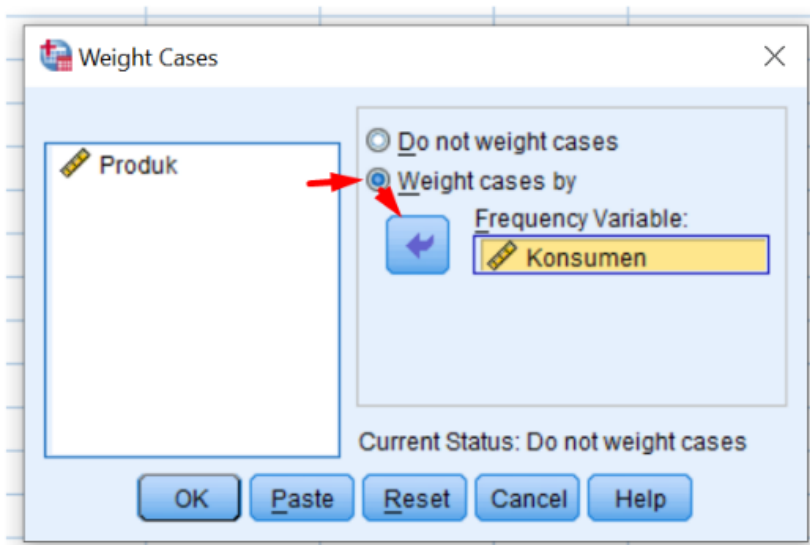 Weight Cases
Produk
Do not weight cases
Weight cases by
Frequency Variable:
Konsumen
Current Status: Do not weight cases
OK Paste Reset Cancel Help